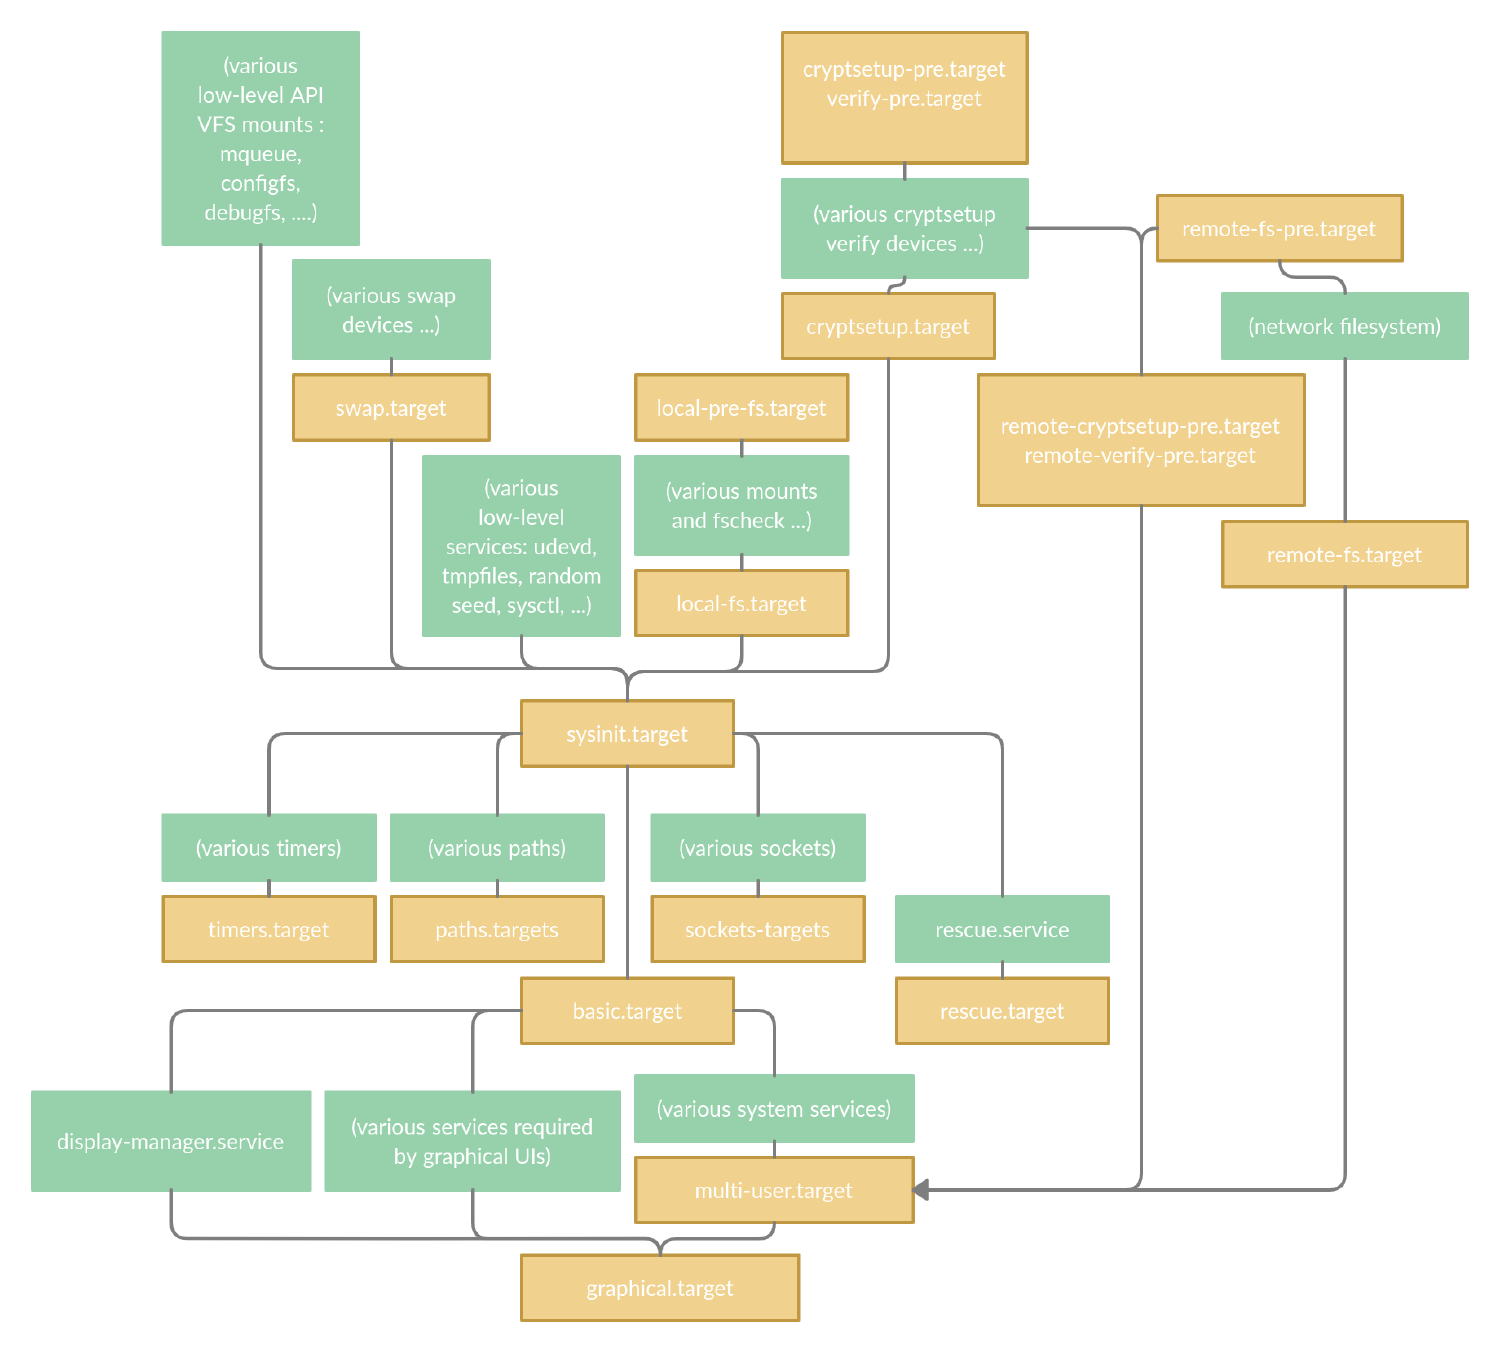 (various
low-level API
VFS mounts :
mqueue,
configfs,
debugfs, ....)
cryptsetup-pre.target
verify-pre.target
(various cryptsetup
verify devices ...)
remote-fs-pre.target
(various swap
devices ...)
cryptsetup.target
(network filesystem)
swap.target
local-pre-fs.target
remote-cryptsetup-pre.target
remote-verify-pre.target
(various
low-level
services: udevd,
tmpfiles, random
seed, sysctl, ...)
(various mounts
and fscheck ...)
remote-fs.target
local-fs.target
sysinit.target
(various timers)
(various paths)
(various sockets)
timers.target
paths.targets
sockets-targets
rescue.service
basic.target
rescue.target
display-manager.service
(various services required
by graphical UIs)
(various system services)
multi-user.target
graphical.target